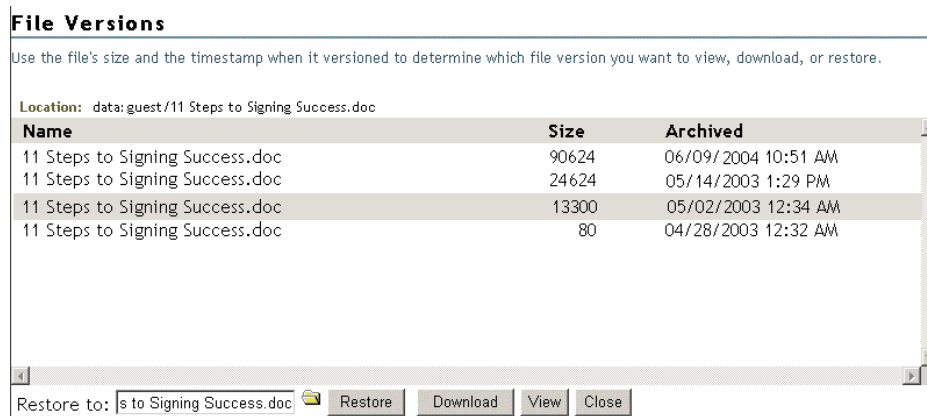 File Versions
Use the file's size and the timestamp when it versioned to determine which file version you want to view, download, or restore.
Location: data:guest/11 Steps to Signing Success.doc
Name Size Archived
11 Steps to Signing Success.doc 90624 06/09/2004 10:51 AM
11 Steps to Signing Success.doc 24624 05/14/2003 1:29 PM
11 Steps to Signing Success.doc 13300 05/02/2003 12:34 AM
11 Steps to Signing Success.doc 80 04/28/2003 12:32 AM
Restore to: s to Signing Success.doc Restore Download View Close